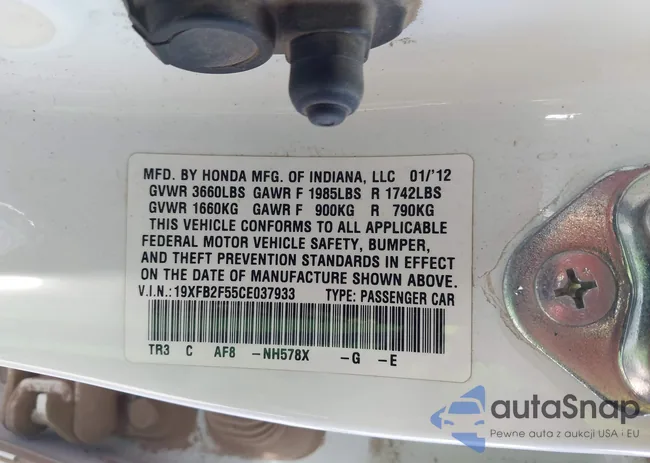 MFD. BY HONDA MFG. OF INDIANA, LLC 01/'12
GVWR 3660LBS GAWR F 1985LBS R 1742LBS
GVWR 1660KG GAWR F 900KG R 790KG
THIS VEHICLE CONFORMS TO ALL APPLICABLE
FEDERAL MOTOR VEHICLE SAFETY, BUMPER,
AND THEFT PREVENTION STANDARDS IN EFFECT
ON THE DATE OF MANUFACTURE SHOWN ABOVE.
V.I.N.:19XFB2F55CE037933 TYPE: PASSENGER CAR
TR3 C AF8 -NH578X -G -E
autaSnap
Pewne auta z aukcji USA i EU